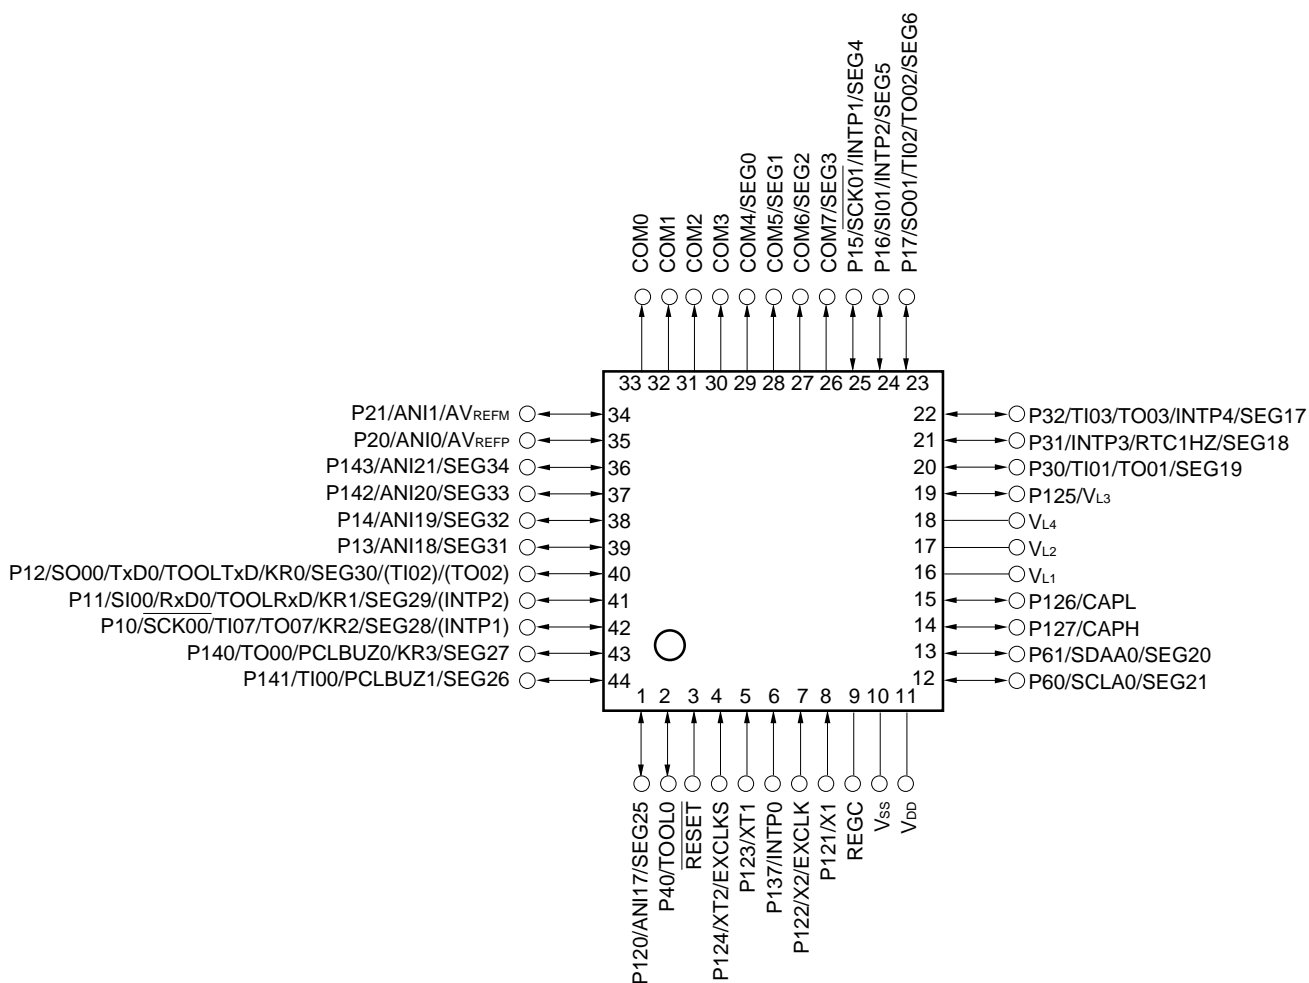 COM0
COM1
COM2
COM3
COM4/SEG0
COM5/SEG1
COM6/SEG2
COM7/SEG3
P15/SCK01/INTP1/SEG4
P16/SI01/INTP2/SEG5
P17/SO01/TI02/TO02/SEG6
33 32 31 30 29 28 27 26 25 24 23
P21/ANI1/AVREFM 34
P20/ANI0/AVREFP 35
P143/ANI21/SEG34 36
P142/ANI20/SEG33 37
P14/ANI19/SEG32 38
P13/ANI18/SEG31 39
P12/SO00/TxD0/TOOLTxD/KR0/SEG30/(TI02)/(TO02) 40
P11/SI00/RxD0/TOOLRxD/KR1/SEG29/(INTP2) 41
P10/SCK00/TI07/TO07/KR2/SEG28/(INTP1) 42
P140/TO00/PCLBUZ0/KR3/SEG27 43
P141/TI00/PCLBUZ1/SEG26 44
22 P32/TI03/TO03/INTP4/SEG17
21 P31/INTP3/RTC1HZ/SEG18
20 P30/TI01/TO01/SEG19
19 P125/VL3
18 VL4
17 VL2
16 VL1
15 P126/CAPL
14 P127/CAPH
13 P61/SDAA0/SEG20
12 P60/SCLA0/SEG21
1 2 3 4 5 6 7 8 9 10 11
P120/ANI17/SEG25
P40/TOOL0
RESET
P124/XT2/EXCLKS
P123/XT1
P137/INTP0
P122/X2/EXCLK
P121/X1
REGC
VSS
VDD